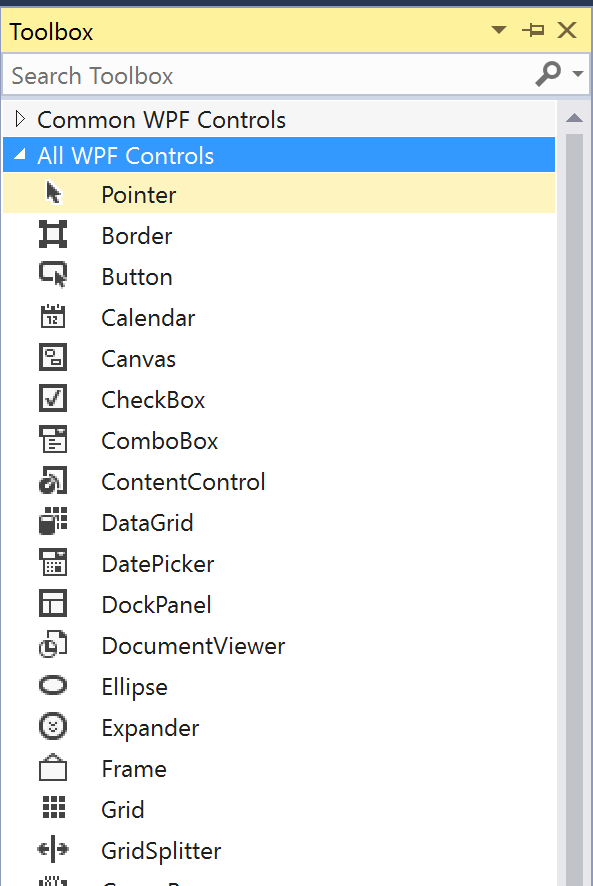 Toolbox
Search Toolbox
Common WPF Controls
All WPF Controls
Pointer
Border
Button
Calendar
Canvas
CheckBox
ComboBox
ContentControl
DataGrid
DatePicker
DockPanel
DocumentViewer
Ellipse
Expander
Frame
Grid
GridSplitter